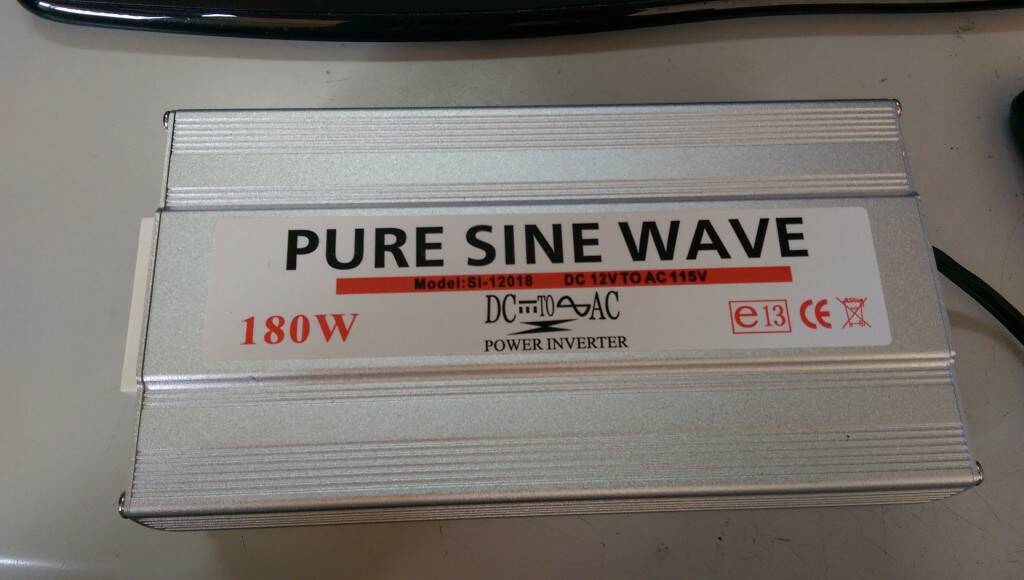 PURE SINE WAVE
Model:SI-12018 DC 12V TO AC 115V
DC TO AC
180W
e13 CE
POWER INVERTER